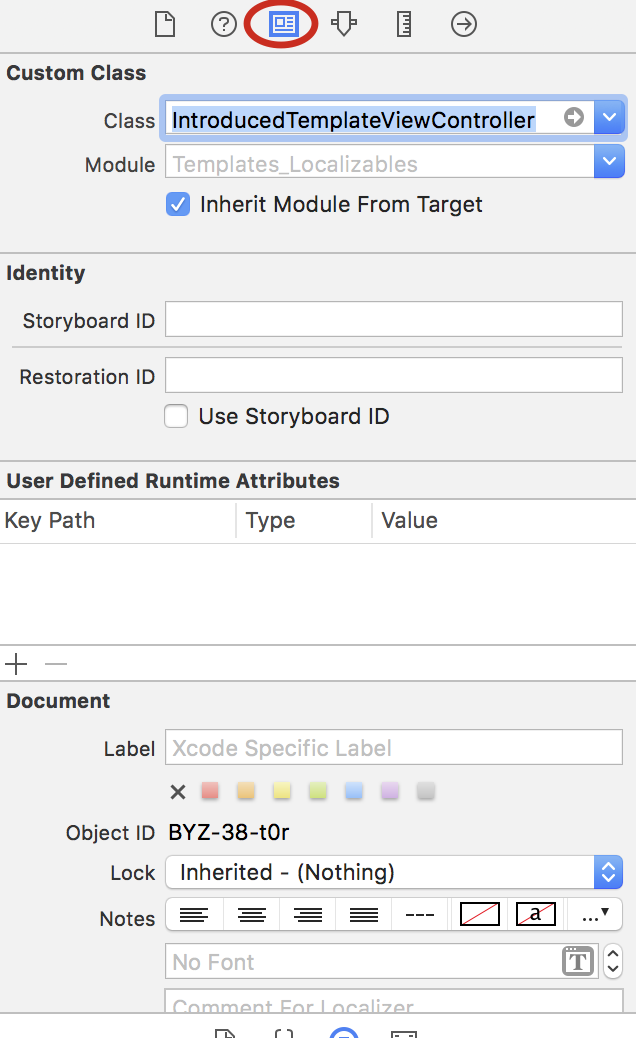 Custom Class
Class IntroducedTemplateViewController
Module Templates_Localizables
Inherit Module From Target
Identity
Storyboard ID
Restoration ID
Use Storyboard ID
User Defined Runtime Attributes
Key Path Type Value
Document
Label Xcode Specific Label
Object ID BYZ-38-t0r
Lock Inherited - (Nothing)
Notes --- a ...
No Font T
Comment For Localizer